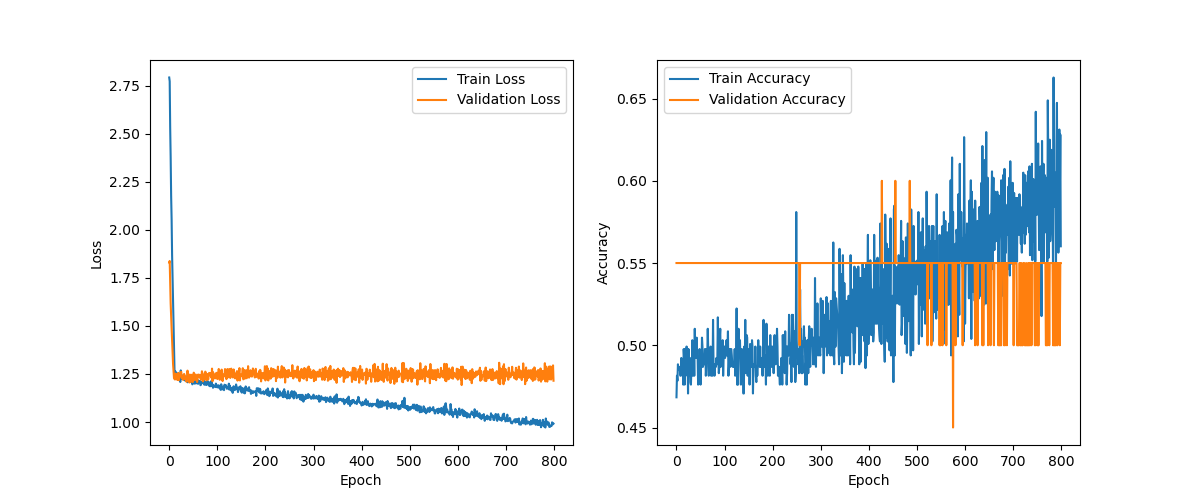 Train Loss
Validation Loss
2.75
2.50
2.25
2.00
1.75
1.50
1.25
1.00
Loss
0 100 200 300 400 500 600 700 800
Epoch
Train Accuracy
Validation Accuracy
0.65
0.60
0.55
0.50
0.45
Accuracy
0 100 200 300 400 500 600 700 800
Epoch